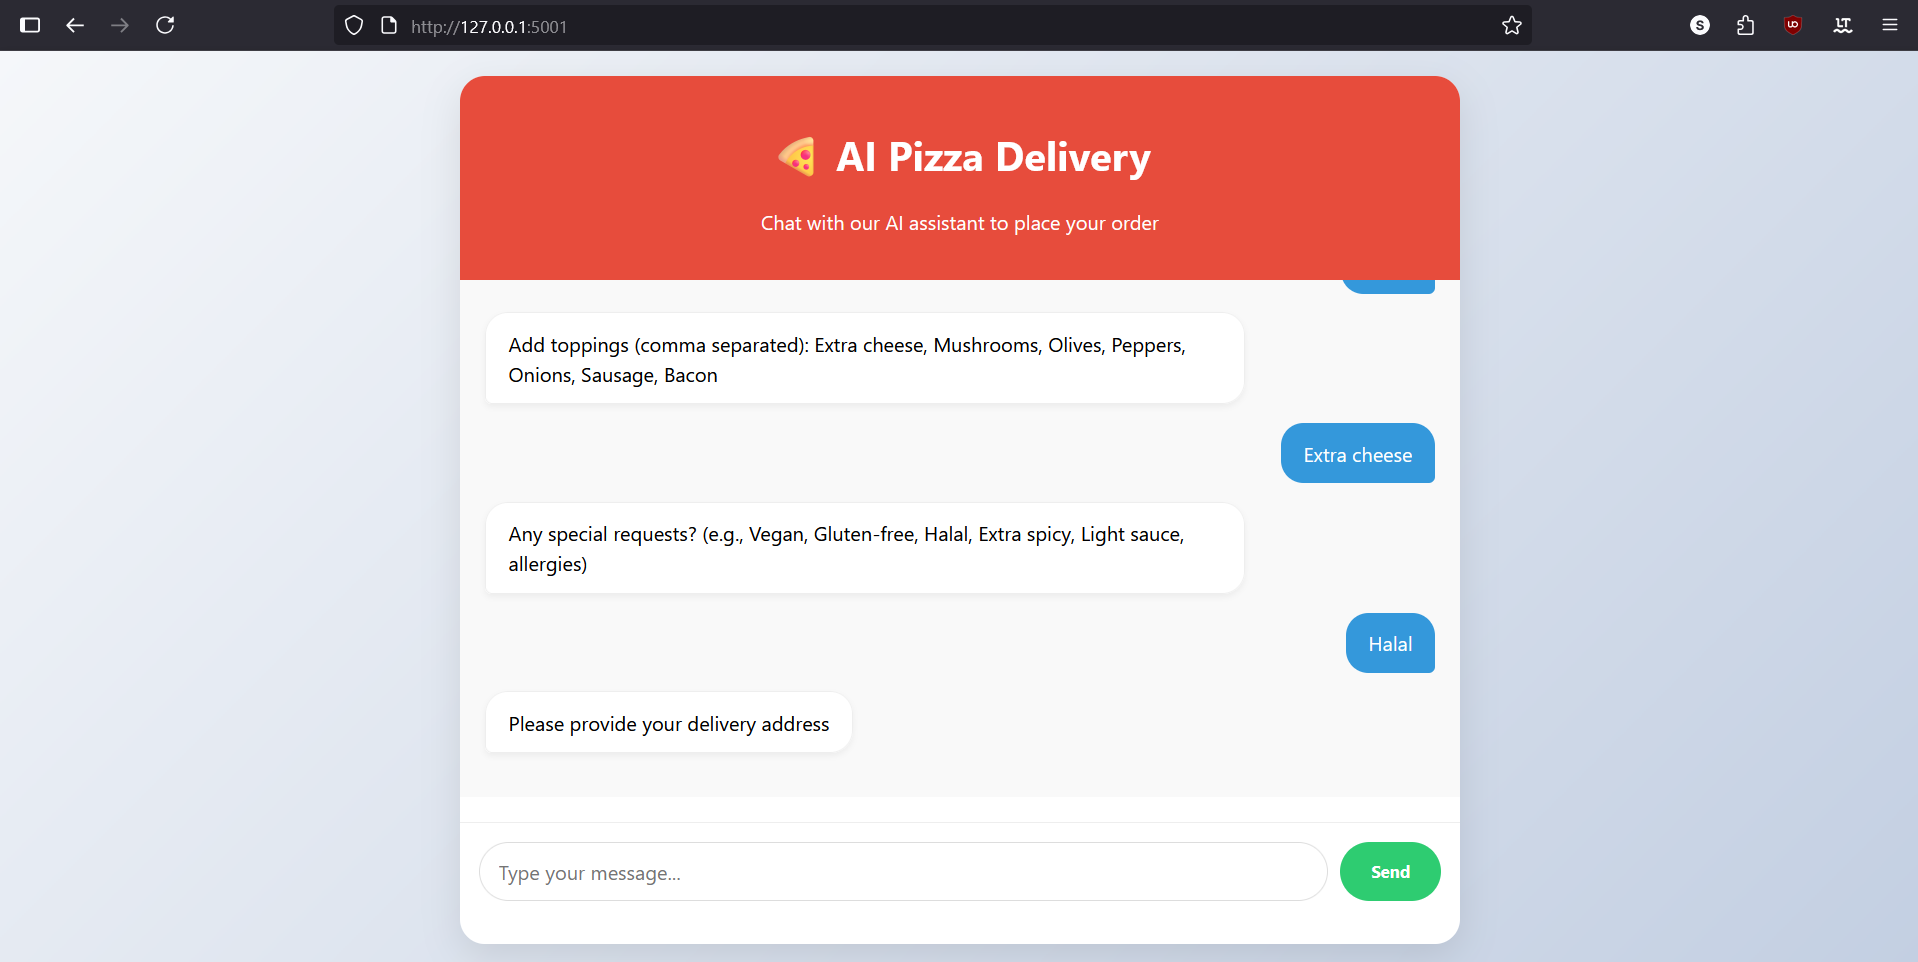 http://127.0.0.1:5001
S
LT
AI Pizza Delivery
Chat with our AI assistant to place your order
Add toppings (comma separated): Extra cheese, Mushrooms, Olives, Peppers,
Onions, Sausage, Bacon
Extra cheese
Any special requests? (e.g., Vegan, Gluten-free, Halal, Extra spicy, Light sauce,
allergies)
Halal
Please provide your delivery address
Type your message...
Send